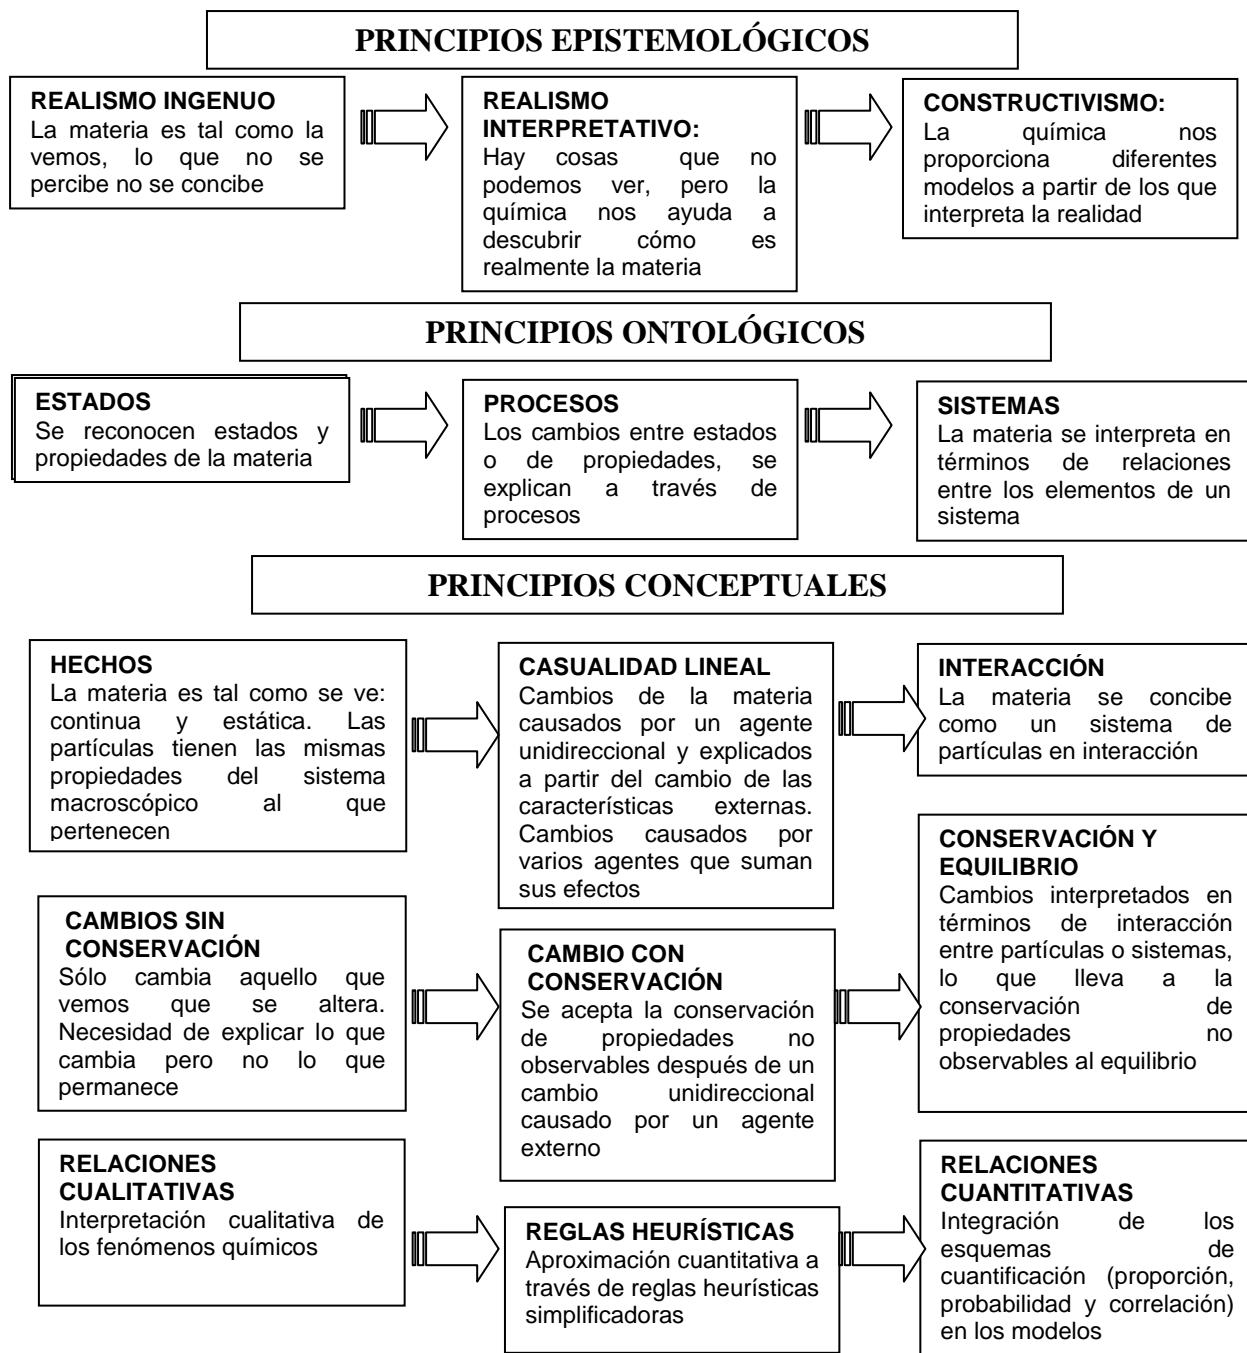 PRINCIPIOS EPISTEMOLÓGICOS
REALISMO INGENUO
La materia es tal como la
vemos, lo que no se
percibe no se concibe
REALISMO
INTERPRETATIVO:
Hay cosas que no
podemos ver, pero la
química nos ayuda a
descubrir cómo es
realmente la materia
CONSTRUCTIVISMO:
La química nos
proporciona diferentes
modelos a partir de los que
interpreta la realidad
PRINCIPIOS ONTOLÓGICOS
ESTADOS
Se reconocen estados y
propiedades de la materia
PROCESOS
Los cambios entre estados
o de propiedades, se
explican a través de
procesos
SISTEMAS
La materia se interpreta en
términos de relaciones
entre los elementos de un
sistema
PRINCIPIOS CONCEPTUALES
HECHOS
La materia es tal como se ve:
continua y estática. Las
partículas tienen las mismas
propiedades del sistema
macroscópico al que
pertenecen
CASUALIDAD LINEAL
Cambios de la materia
causados por un agente
unidireccional y explicados
a partir del cambio de las
características externas.
Cambios causados por
varios agentes que suman
sus efectos
INTERACCIÓN
La materia se concibe
como un sistema de
partículas en interacción
CAMBIOS SIN
CONSERVACIÓN
Sólo cambia aquello que
vemos que se altera.
Necesidad de explicar lo que
cambia pero no lo que
permanece
CAMBIO CON
CONSERVACIÓN
Se acepta la conservación
de propiedades no
observables después de un
cambio unidireccional
causado por un agente
externo
CONSERVACIÓN Y
EQUILIBRIO
Cambios interpretados en
términos de interacción
entre partículas o sistemas,
lo que lleva a la
conservación de
propiedades no
observables al equilibrio
RELACIONES
CUALITATIVAS
Interpretación cualitativa de
los fenómenos químicos
REGLAS HEURÍSTICAS
Aproximación cuantitativa a
través de reglas heurísticas
simplificadoras
RELACIONES
CUANTITATIVAS
Integración de los
esquemas de
cuantificación (proporción,
probabilidad y correlación)
en los modelos